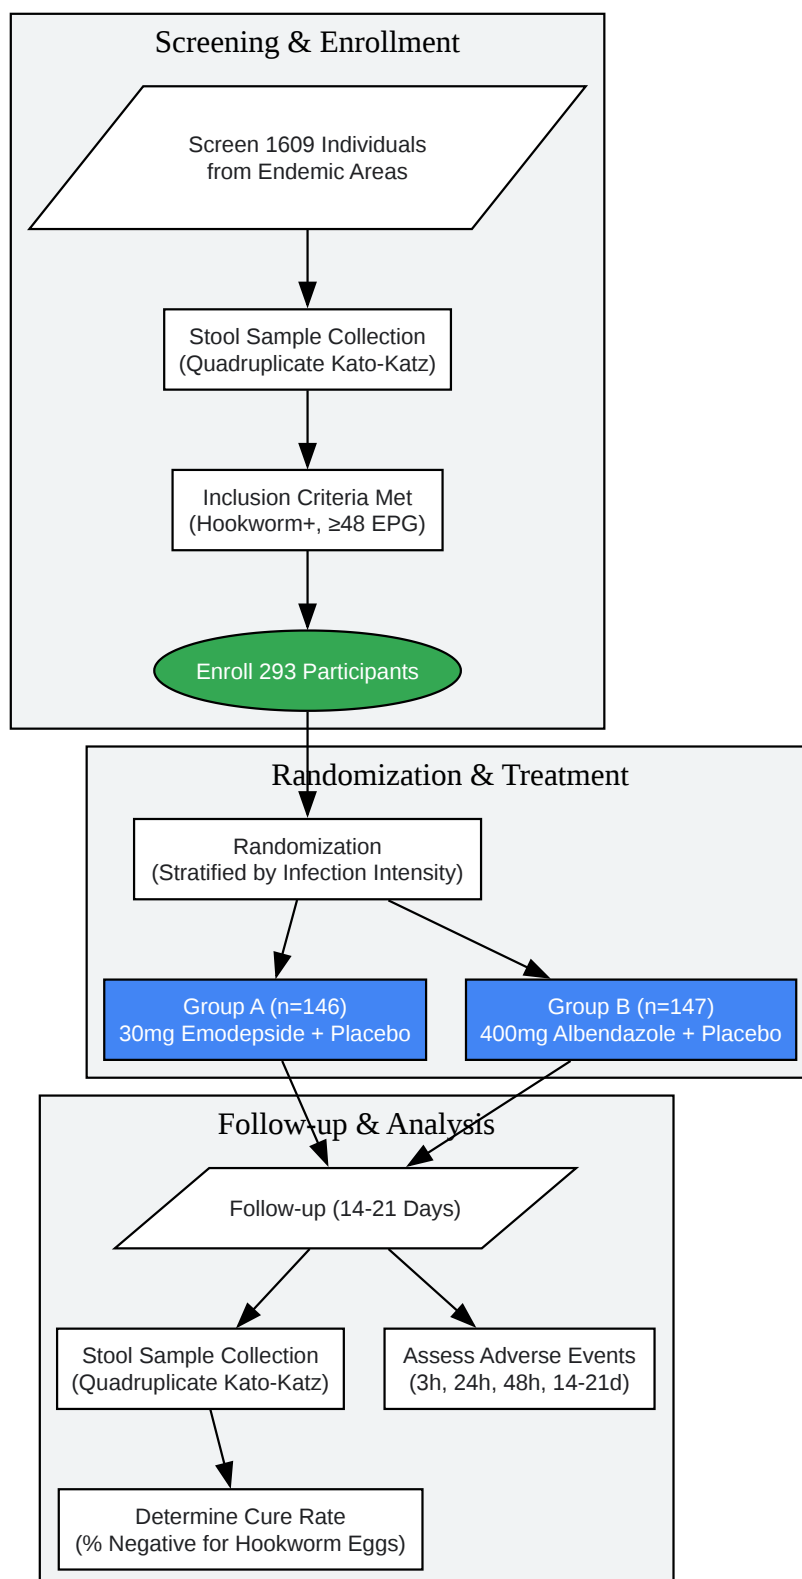 Screening & Enrollment
Screen 1609 Individuals
from Endemic Areas
Stool Sample Collection
(Quadruplicate Kato-Katz)
Inclusion Criteria Met
(Hookworm+, ≥48 EPG)
Enroll 293 Participants
Randomization & Treatment
Randomization
(Stratified by Infection Intensity)
Group A (n=146)
30mg Emodepside + Placebo
Group B (n=147)
400mg Albendazole + Placebo
Follow-up & Analysis
Follow-up (14-21 Days)
Stool Sample Collection
(Quadruplicate Kato-Katz)
Assess Adverse Events
(3h, 24h, 48h, 14-21d)
Determine Cure Rate
(% Negative for Hookworm Eggs)